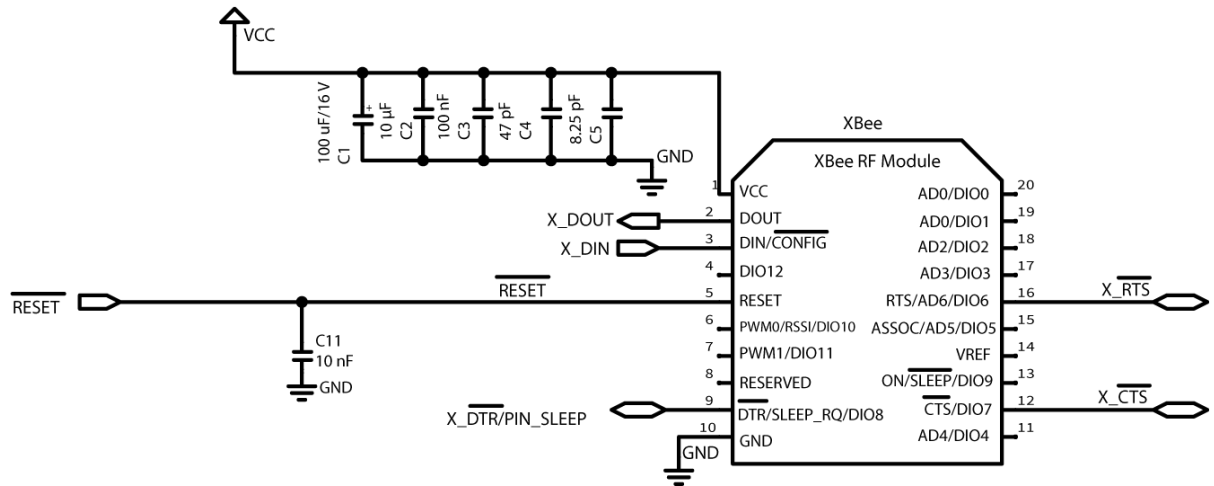 VCC
100 uF/16 V
C1
10 µF
C2
100 nF
C3
47 pF
C4
8.25 pF
C5
+
GND
XBee
XBee RF Module
1 VCC
X_DOUT 2 DOUT
X_DIN 3 DIN/CONFIG
4 DIO12
RESET RESET 5 RESET
6 PWM0/RSSI/DIO10
7 PWM1/DIO11
8 RESERVED
X_DTR/PIN_SLEEP 9 DTR/SLEEP_RQ/DIO8
10 GND
GND
C11
10 nF
GND
AD0/DIO0 20
AD0/DIO1 19
AD2/DIO2 18
AD3/DIO3 17
RTS/AD6/DIO6 16 X_RTS
ASSOC/AD5/DIO5 15
VREF 14
ON/SLEEP/DIO9 13
CTS/DIO7 12 X_CTS
AD4/DIO4 11